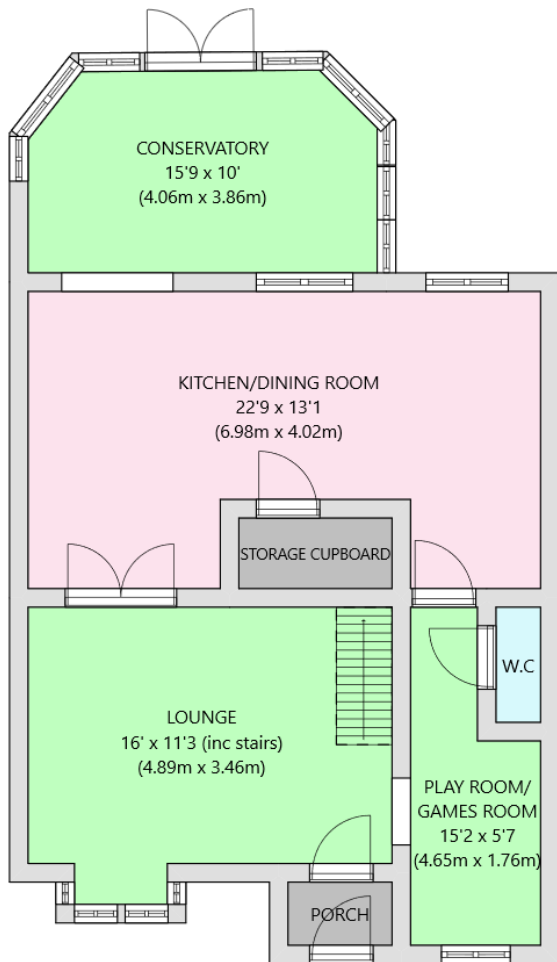 CONSERVATORY
15'9 x 10'
(4.06m x 3.86m)
KITCHEN/DINING ROOM
22'9 x 13'1
(6.98m x 4.02m)
STORAGE CUPBOARD
W.C
LOUNGE
16' x 11'3 (inc stairs)
(4.89m x 3.46m)
PLAY ROOM/
GAMES ROOM
15'2 x 5'7
(4.65m x 1.76m)
PORCH